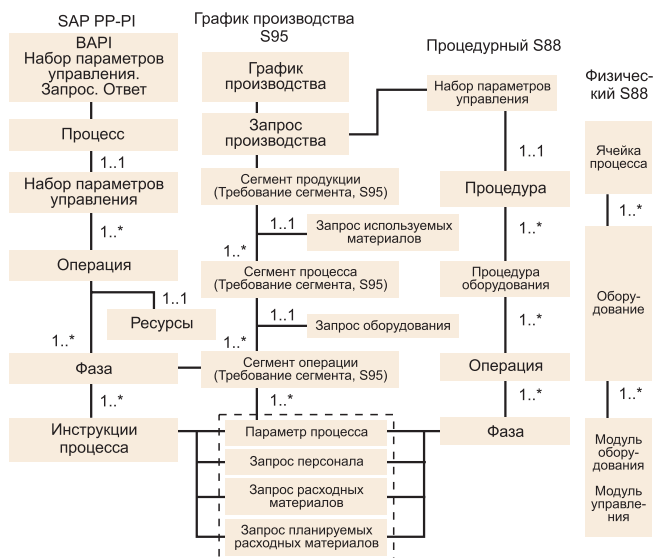 SAP PP-PI
BAPI
Набор параметров
управления.
Запрос. Ответ
Процесс
1..1
Набор параметров
управления
1..*
Операция
1..1
Ресурсы
1..*
Фаза
1..*
Инструкции
процесса
График производства
S95
График
производства
Запрос
производства
Сегмент продукции
(Требование сегмента, S95)
1..1
Запрос используемых
материалов
1..*
Сегмент процесса
(Требование сегмента, S95)
1..1
Запрос оборудования
1..*
Сегмент операции
(Требование сегмента, S95)
1..*
Параметр процесса
Запрос персонала
Запрос расходных
материалов
Запрос планируемых
расходных материалов
Процедурный S88
Набор параметров
управления
1..1
Процедура
1..*
Процедура
оборудования
1..*
Операция
1..*
Фаза
Физичес-
кий S88
Ячейка
процесса
1..*
Обору-
дование
1..*
Модуль
обору-
дования
Модуль
управле-
ния